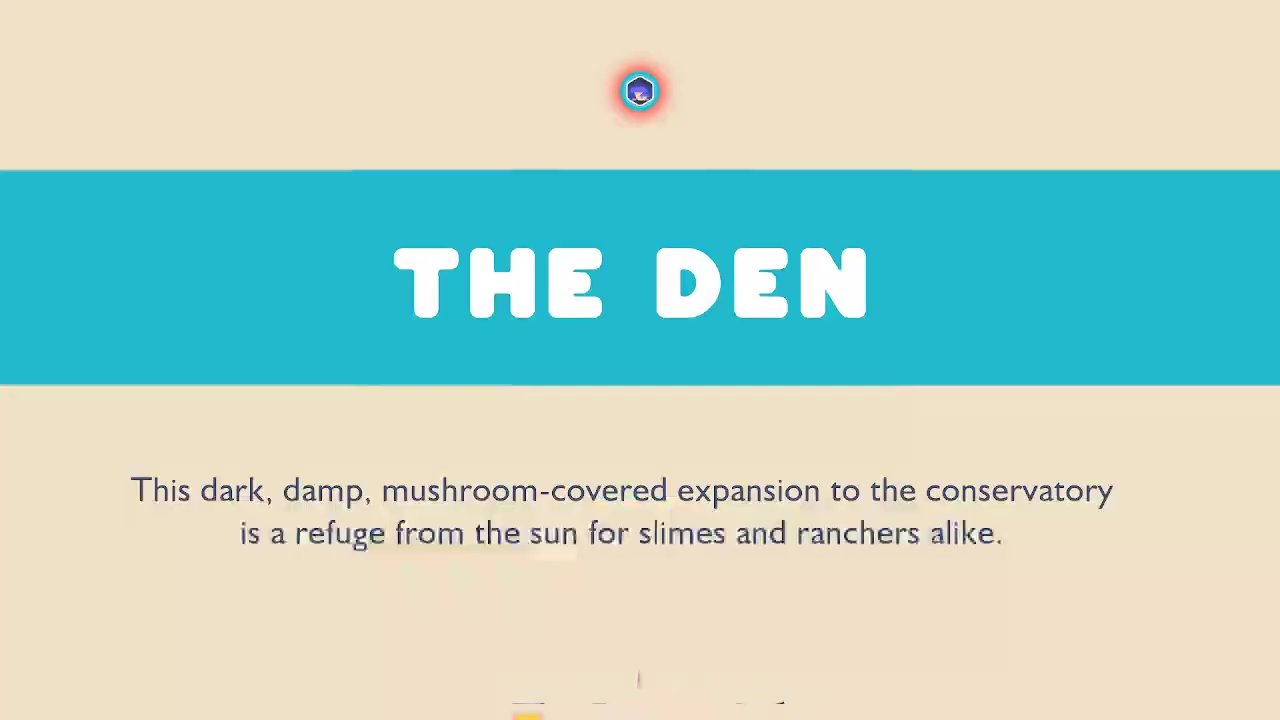 THE DEN
This dark, damp, mushroom-covered expansion to the conservatory
is a refuge from the sun for slimes and ranchers alike.